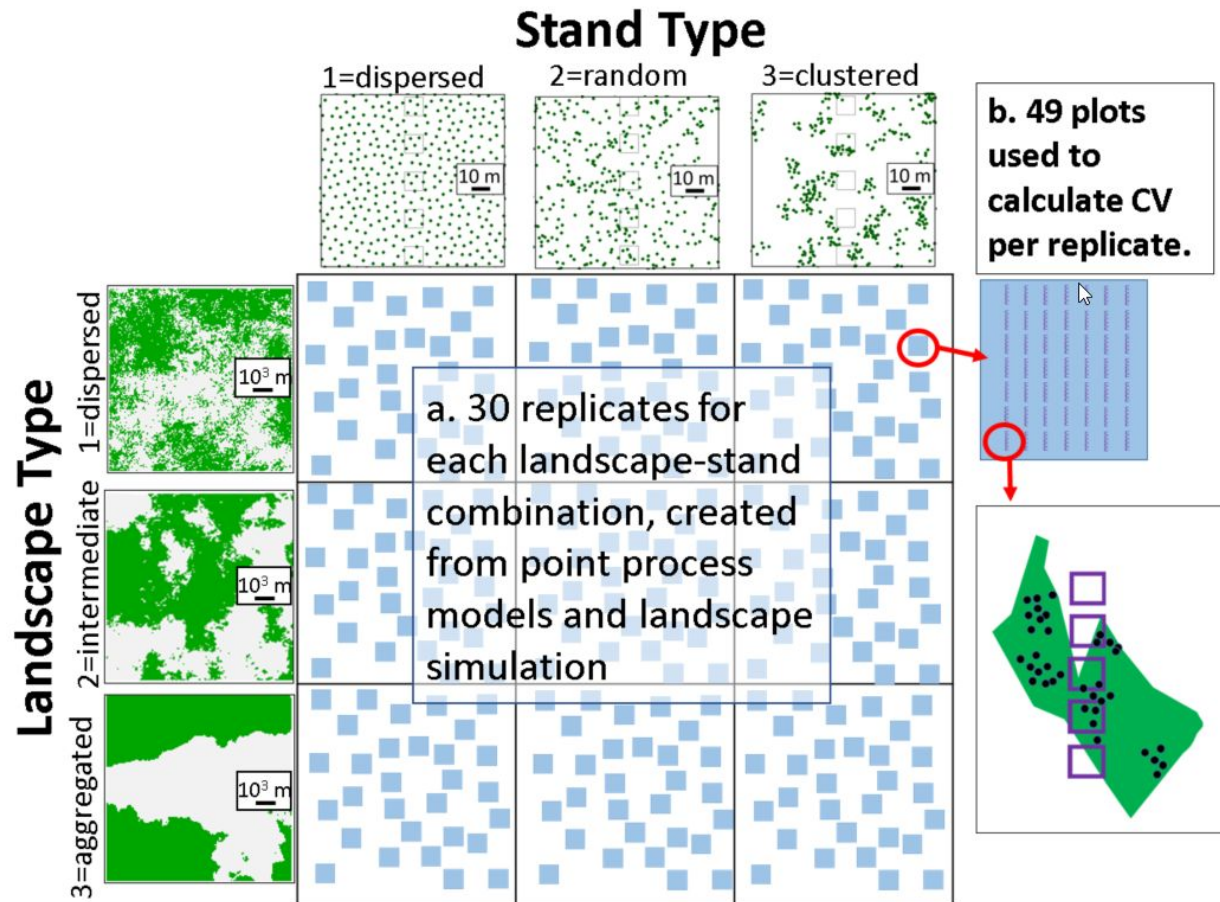 Stand Type
1=dispersed
2=random
3=clustered
10 m
10 m
10 m
b. 49 plots
used to
calculate CV
per replicate.
Landscape Type
1=dispersed
10³ m
2=intermediate
10³ m
3=aggregated
10³ m
a. 30 replicates for
each landscape-stand
combination, created
from point process
models and landscape
simulation